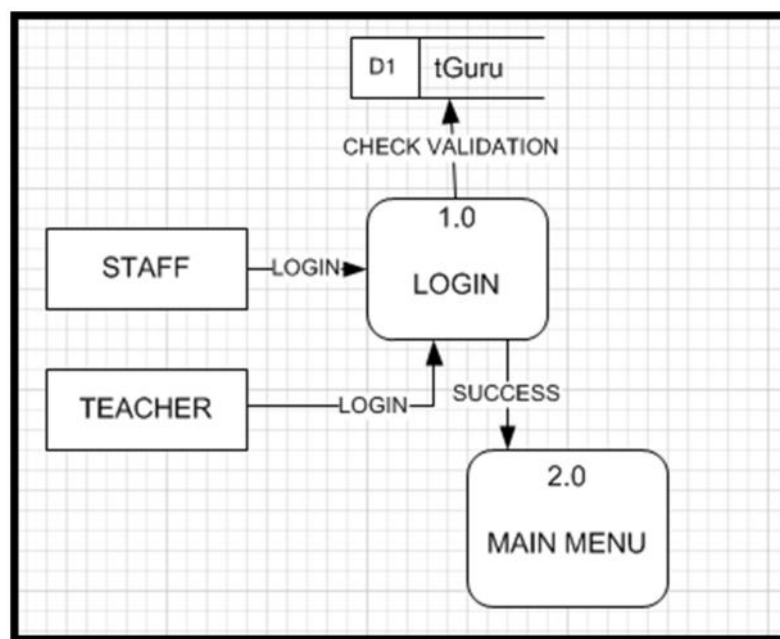 D1 tGuru
CHECK VALIDATION
1.0
LOGIN
STAFF
LOGIN
TEACHER
LOGIN
SUCCESS
2.0
MAIN MENU